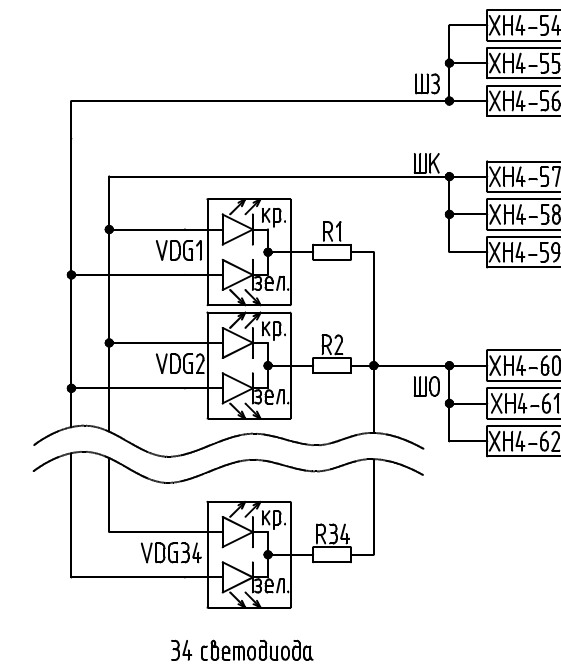 ХН4-54
ХН4-55
ШЗ
ХН4-56
ШК
ХН4-57
ХН4-58
ХН4-59
кр.
R1
VDG1
зел.
кр.
R2
VDG2
ХН4-60
ШО
зел.
ХН4-61
ХН4-62
кр.
R34
VDG34
зел.
34 светодиода